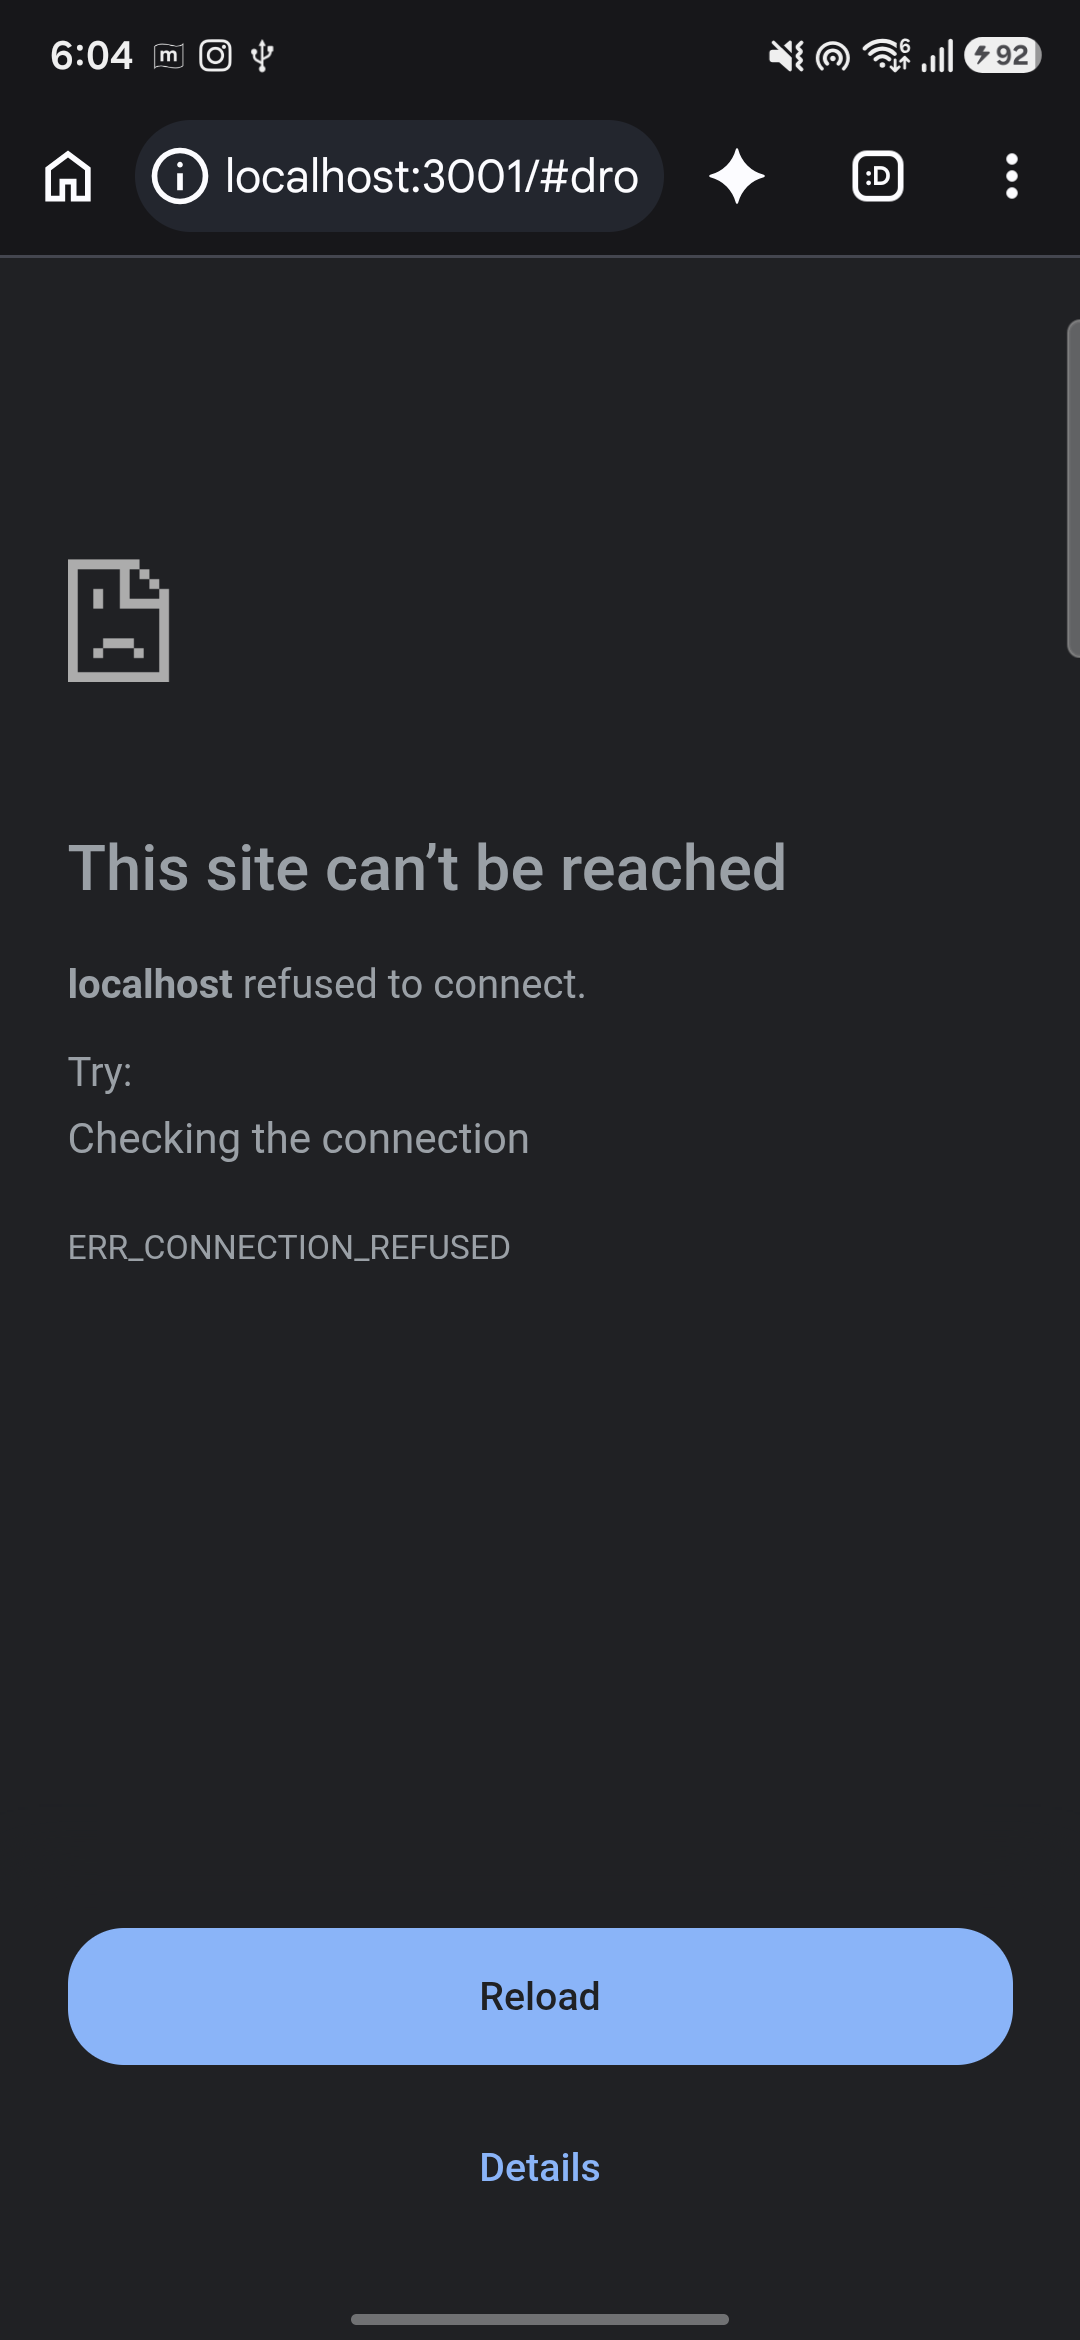 6:04 m 6 92
localhost:3001/#dro :D
This site can’t be reached
localhost refused to connect.
Try:
Checking the connection
ERR_CONNECTION_REFUSED
Reload
Details